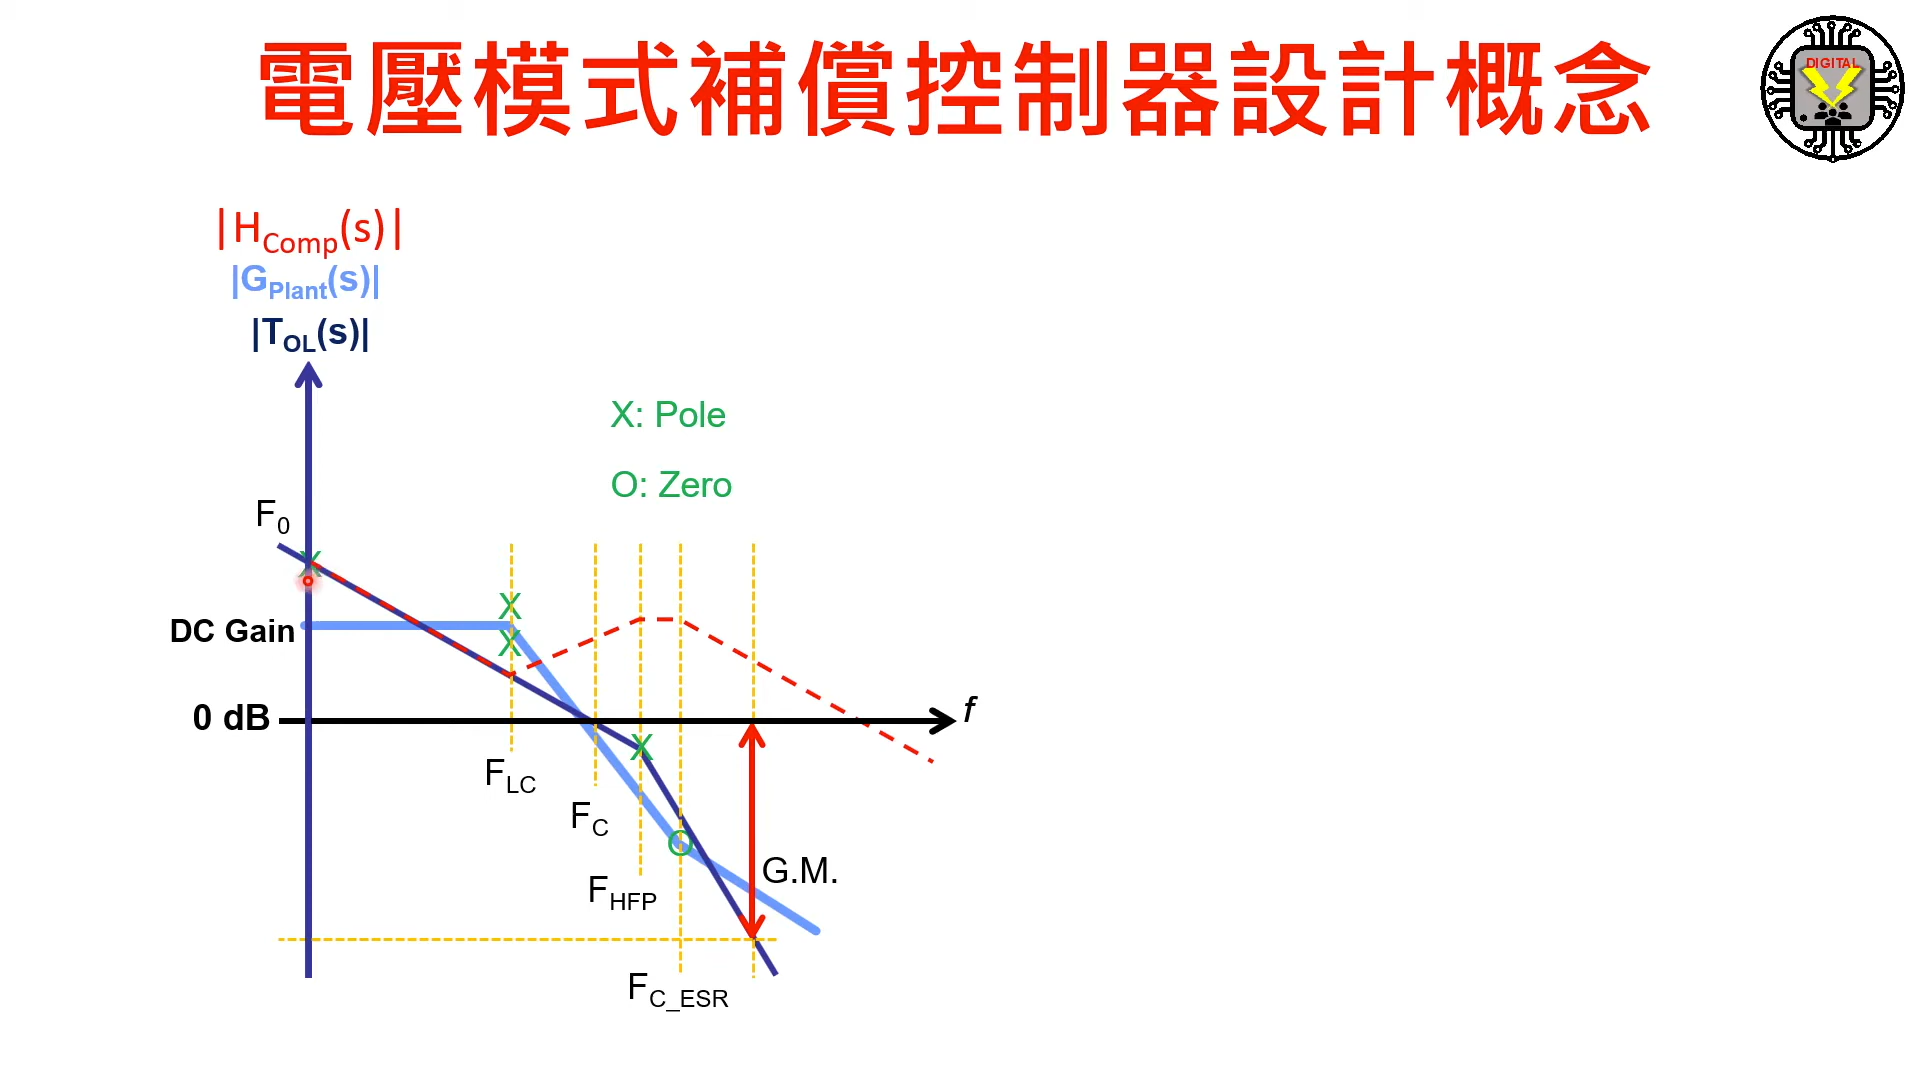 電壓模式補償控制器設計概念
DIGITAL
|H_Comp(s)|
|G_Plant(s)|
|T_OL(s)|
X: Pole
O: Zero
F_0
X
X
DC Gain
X
0 dB
f
X
F_LC
F_C
G.M.
F_HFP
F_C_ESR